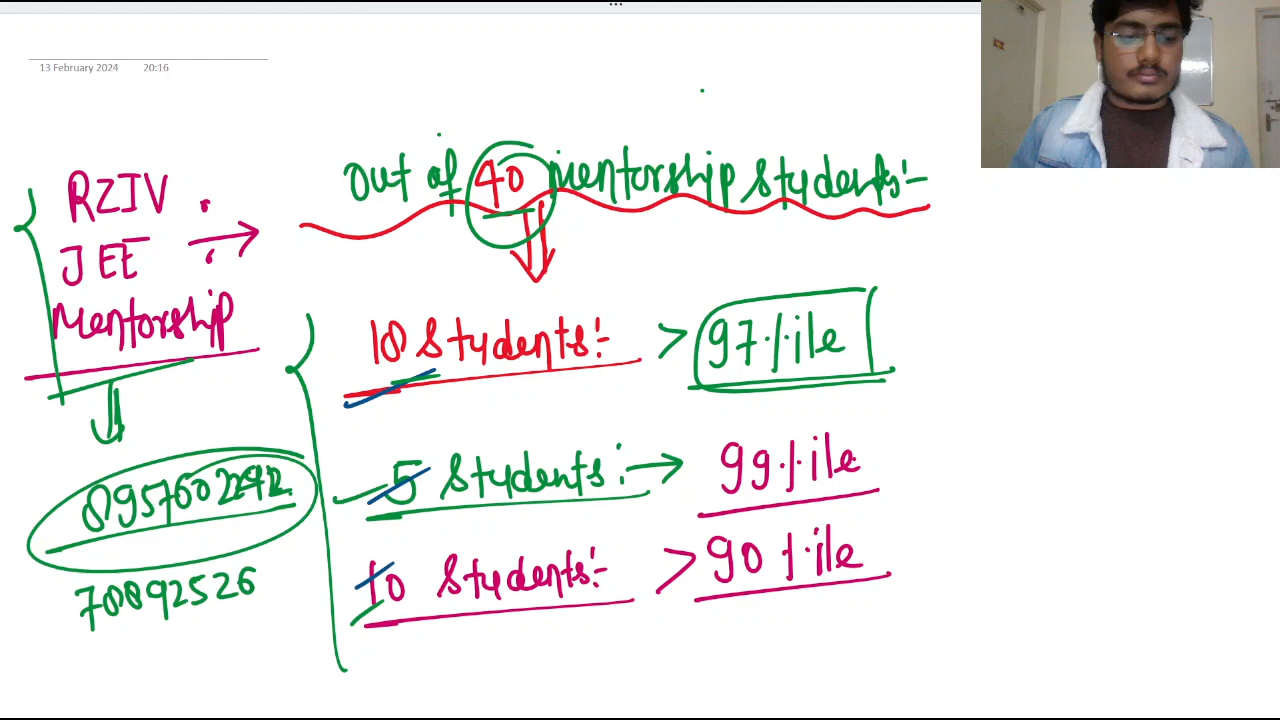 13 February 2024 20:16
out of 40 mentorship students:-
RZIV
JEE
Mentorship
10 Students:- > 97%ile
5 Students:- → 99%ile
10 Students:- > 90%ile
70892526